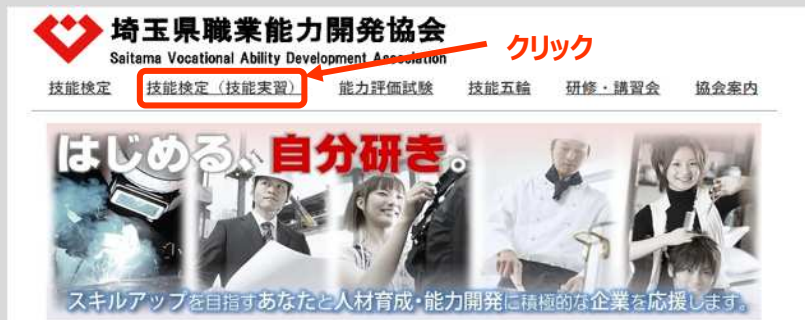 埼玉県職業能力開発協会
Saitama Vocational Ability Development Association
クリック
技能検定 技能検定（技能実習） 能力評価試験 技能五輪 研修・講習会 協会案内
はじめる、自分研き。
スキルアップを目指すあなたと人材育成・能力開発に積極的な企業を応援します。